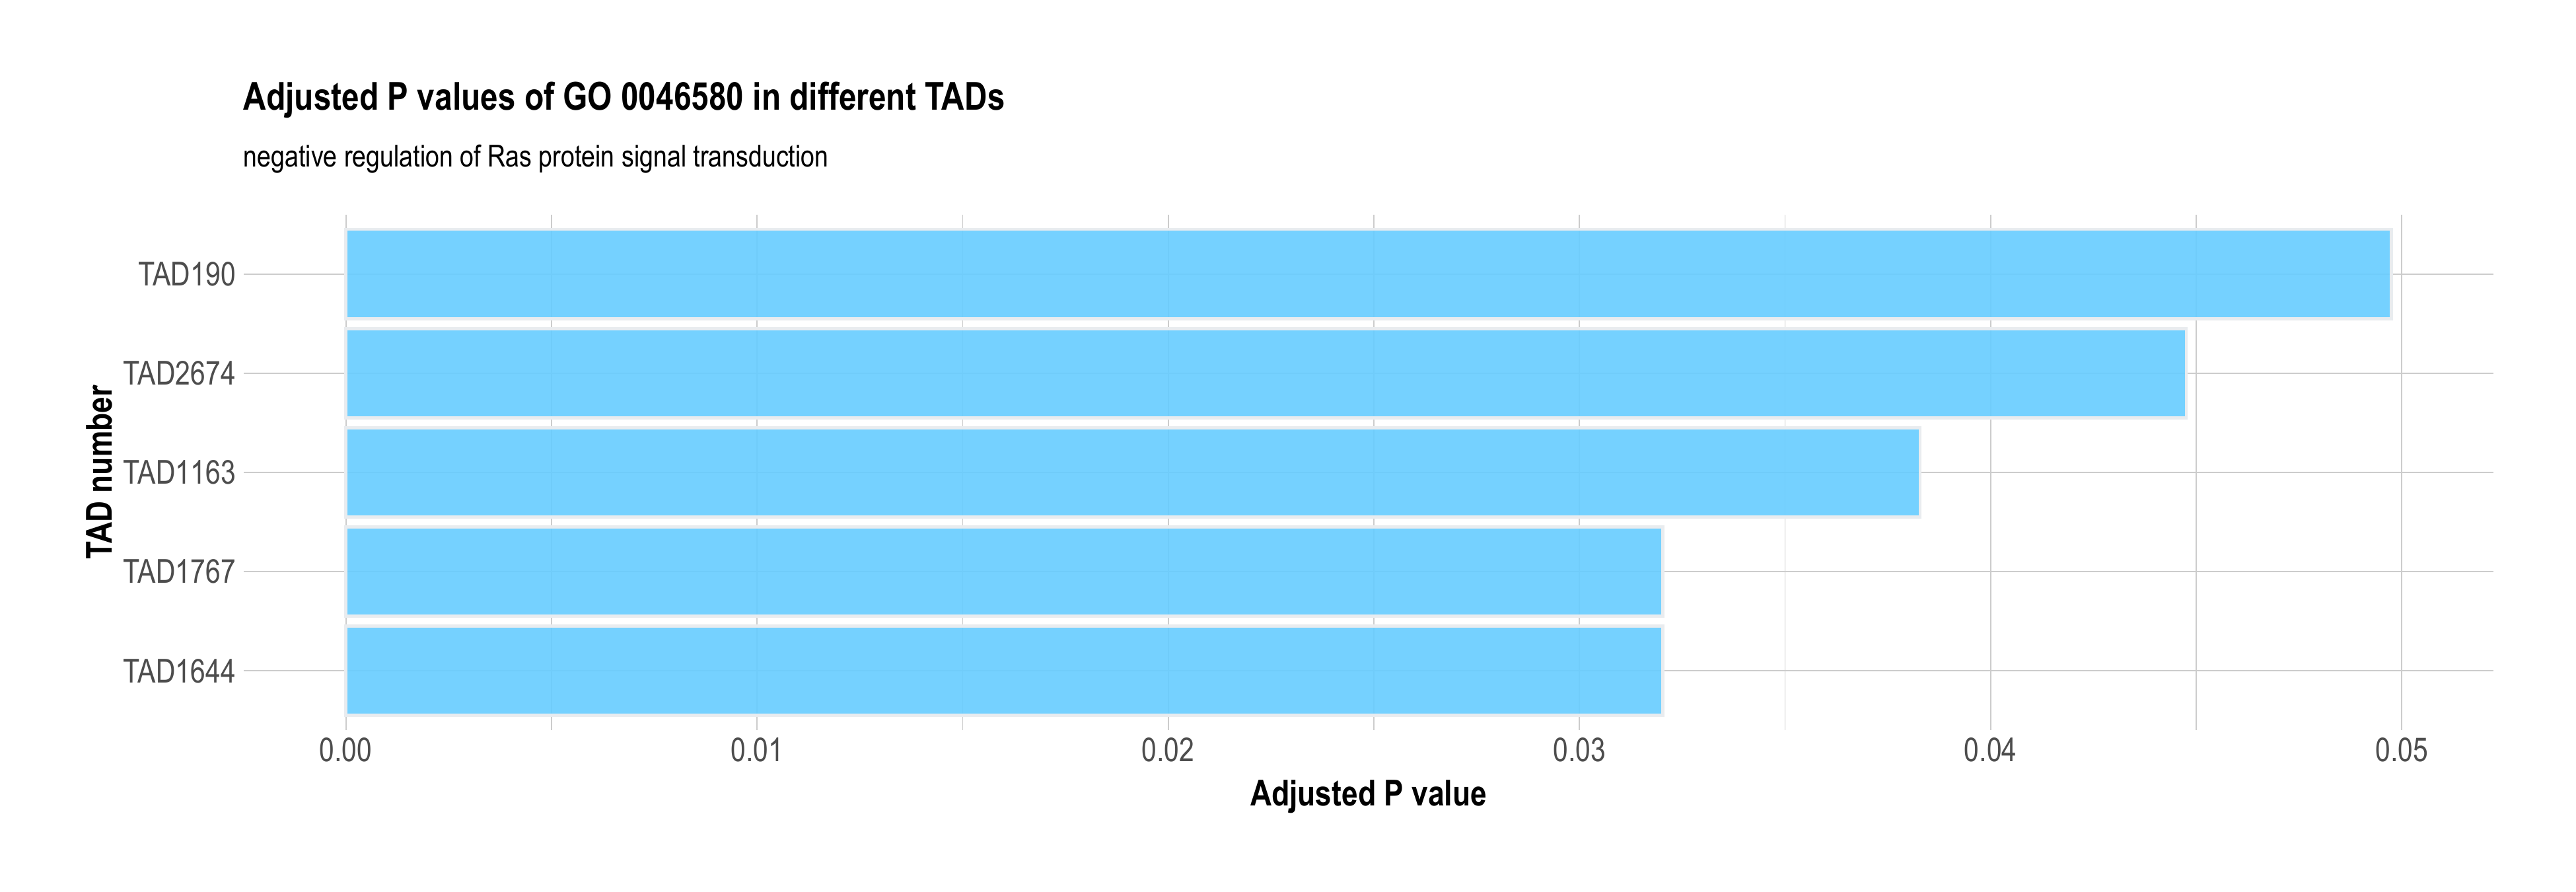 Adjusted P values of GO 0046580 in different TADs
negative regulation of Ras protein signal transduction
TAD number
TAD190
TAD2674
TAD1163
TAD1767
TAD1644
0.00 0.01 0.02 0.03 0.04 0.05
Adjusted P value